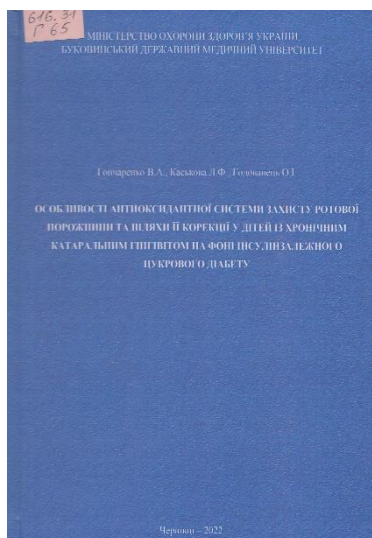 616.31
Г 65
МІНІСТЕРСТВО ОХОРОНИ ЗДОРОВ'Я УКРАЇНИ
БУКОВИНСЬКИЙ ДЕРЖАВНИЙ МЕДИЧНИЙ УНІВЕРСИТЕТ
Гончаренко В.А., Каськова Л.Ф., Годованець О.І
ОСОБЛИВОСТІ АНТИОКСИДАНТНОЇ СИСТЕМИ ЗАХИСТУ РОТОВОЇ
ПОРОЖНИНИ ТА ШЛЯХИ ЇЇ КОРЕКЦІЇ У ДІТЕЙ ІЗ ХРОНІЧНИМ
КАТАРАЛЬНИМ ГІНГІВІТОМ НА ФОНІ ІНСУЛІНЗАЛЕЖНОГО
ЦУКРОВОГО ДІАБЕТУ
Чернівці – 2022